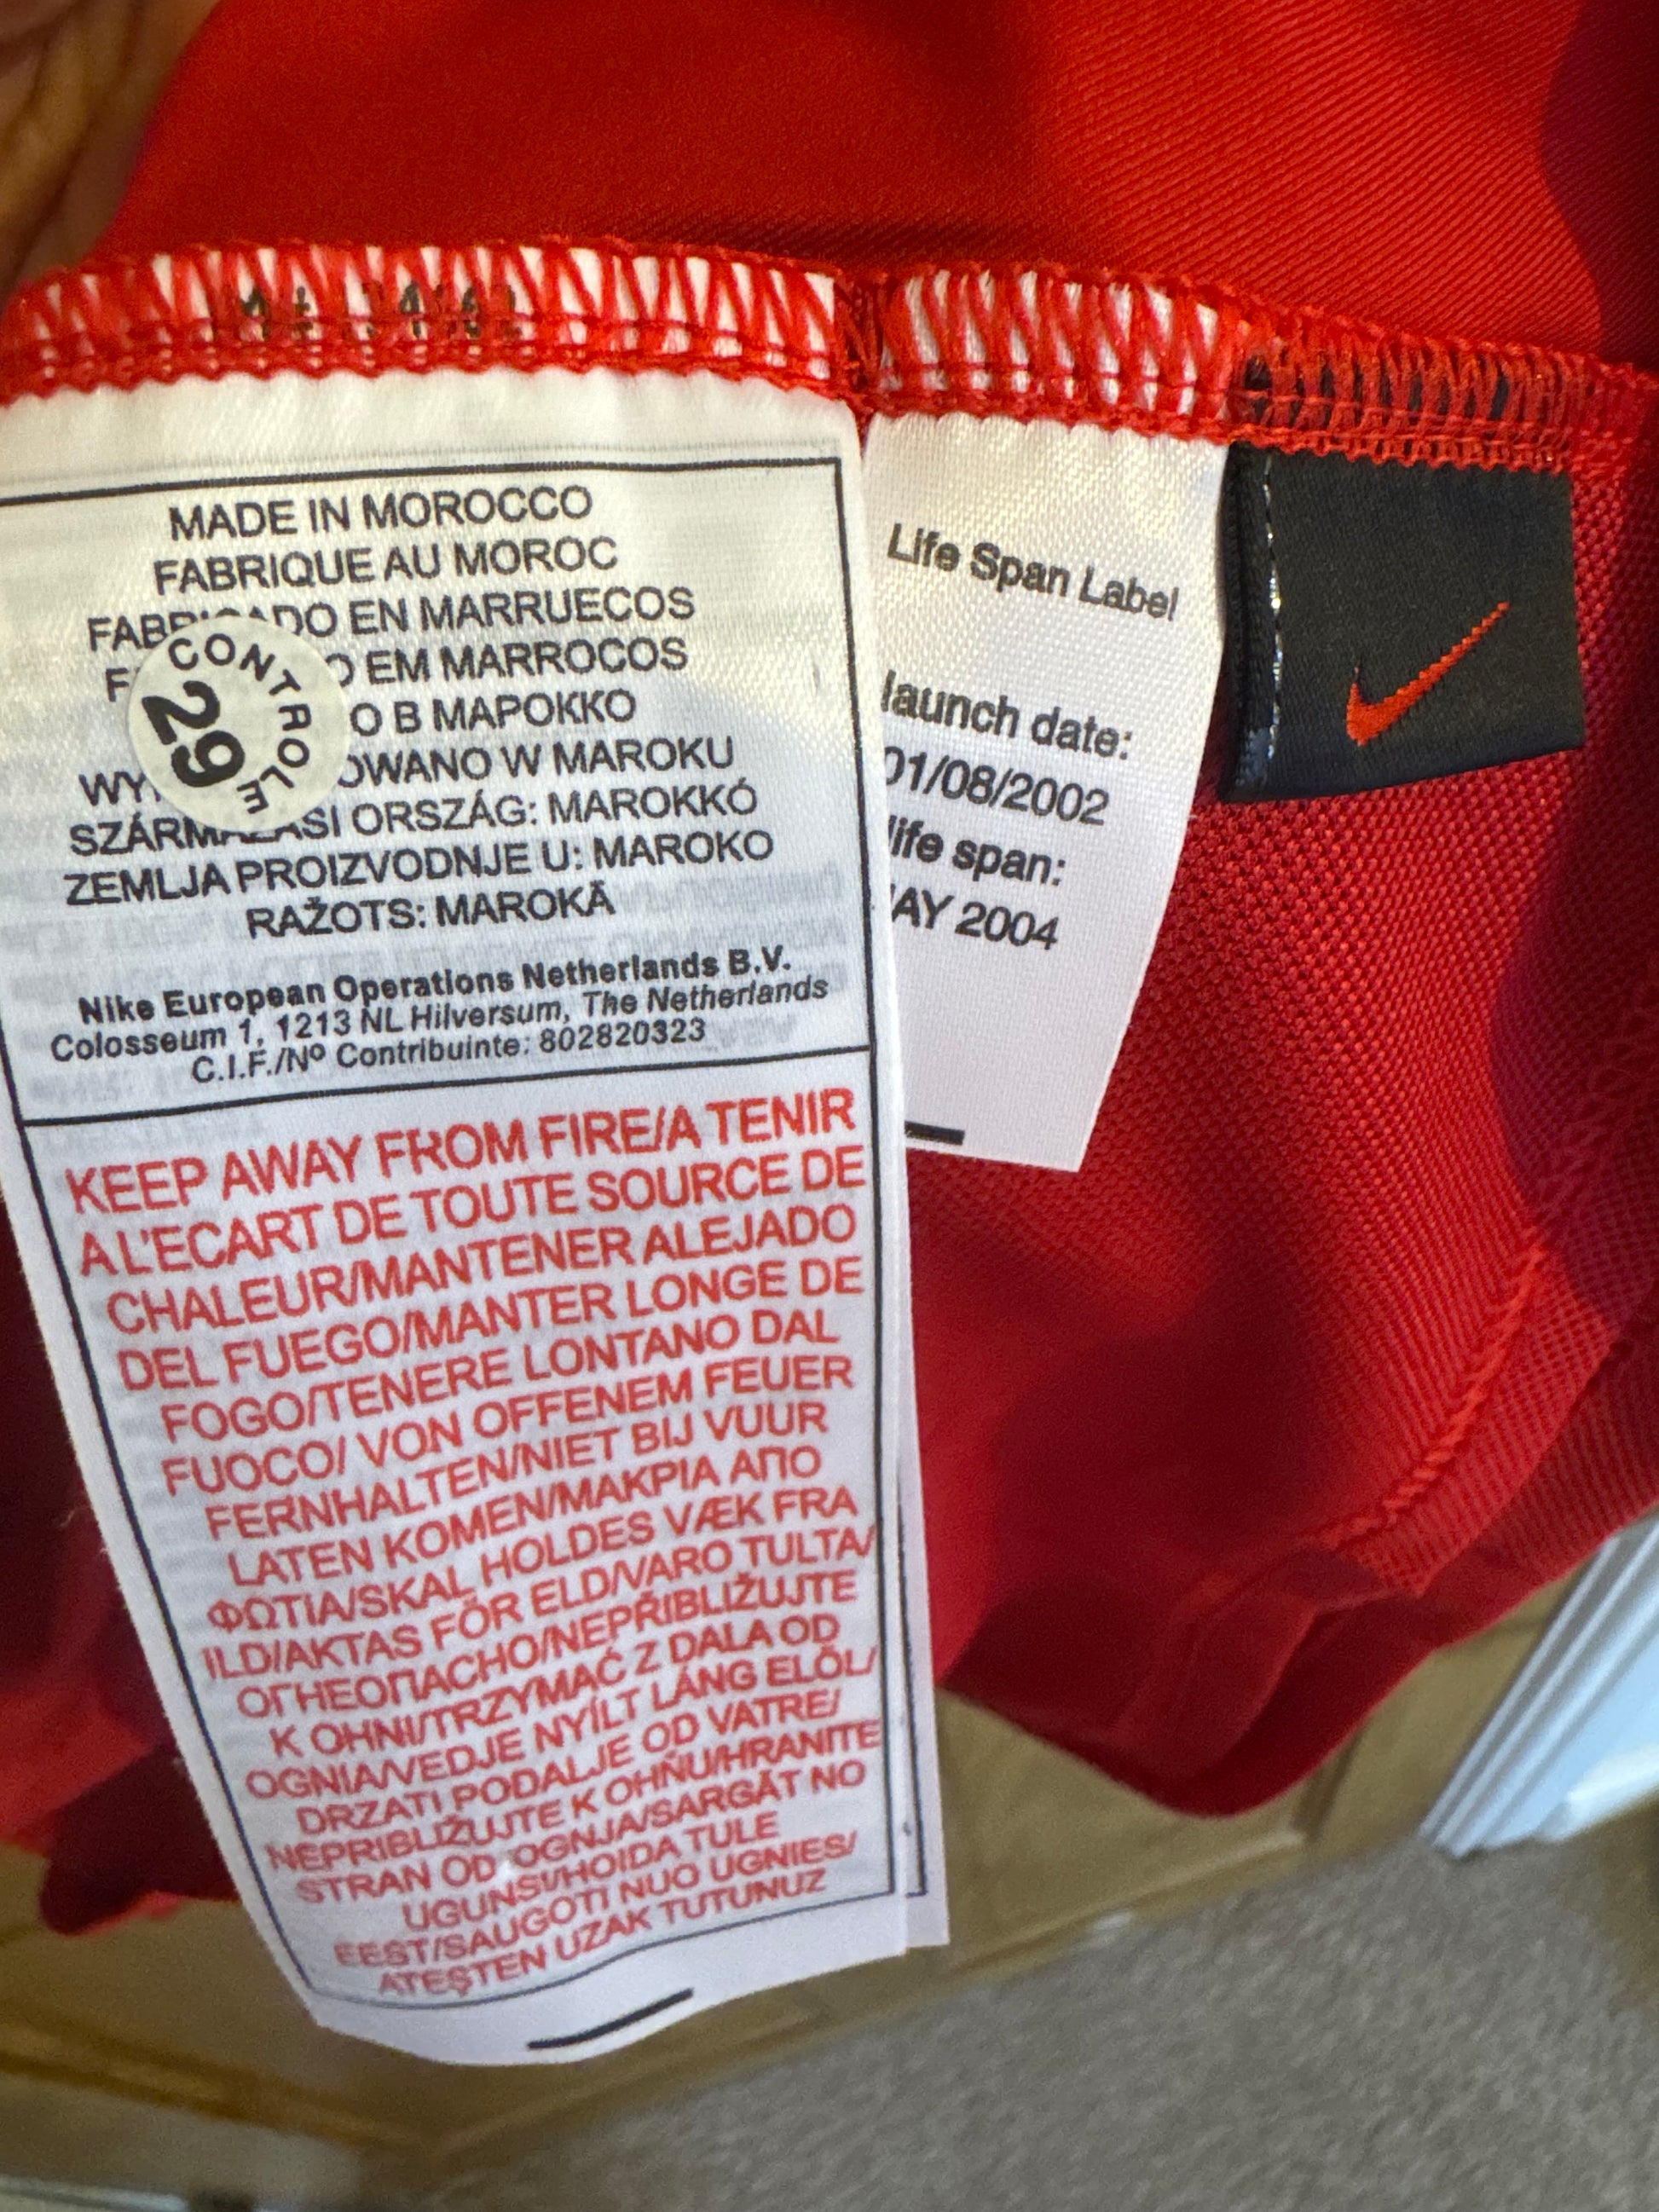 MADE IN MOROCCO
FABRIQUE AU MOROC
EN MARRUECOS
EM MARROCOS
В МАРОККО
W MAROKU
ORSZÁG: MAROKKÓ
ZEMLJA PROIZVODNJE U: MAROKO
RAŽOTS: MAROKĀ
CONTROLE
29
Nike European Operations Netherlands B.V.
Colosseum 1, 1213 NL Hilversum, The Netherlands
C.I.F./Nº Contribuinte: 802820323
KEEP AWAY FROM FIRE/A TENIR
A L'ECART DE TOUTE SOURCE DE
CHALEUR/MANTENER ALEJADO
DEL FUEGO/MANTER LONGE DE
FOGO/TENERE LONTANO DAL
FUOCO/ VON OFFENEM FEUER
FERNHALTEN/NIET BIJ VUUR
LATEN KOMEN/ΜΑΚΡΙΑ ΑΠΟ
ΦΩΤΙΑ/SKAL HOLDES VÆK FRA
ILD/AKTAS FÖR ELD/VARO TULTA/
ОГНЕОПАСНО/NEPŘIBLIŽUJTE
K OHNI/TRZYMAĆ Z DALA OD
OGNIA/VEDJE NYÍLT LÁNG ELŐL/
DRZATI PODALJE OD VATRE/
NEPRIBLIŽUJTE K OHŇU/HRANITE
STRAN OD OGNJA/SARGĀT NO
UGUNS/HOIDA TULE
EEST/SAUGOTI NUO UGNIES/
ATEŞTEN UZAK TUTUNUZ
Life Span Label
launch date:
01/08/2002
life span:
2004